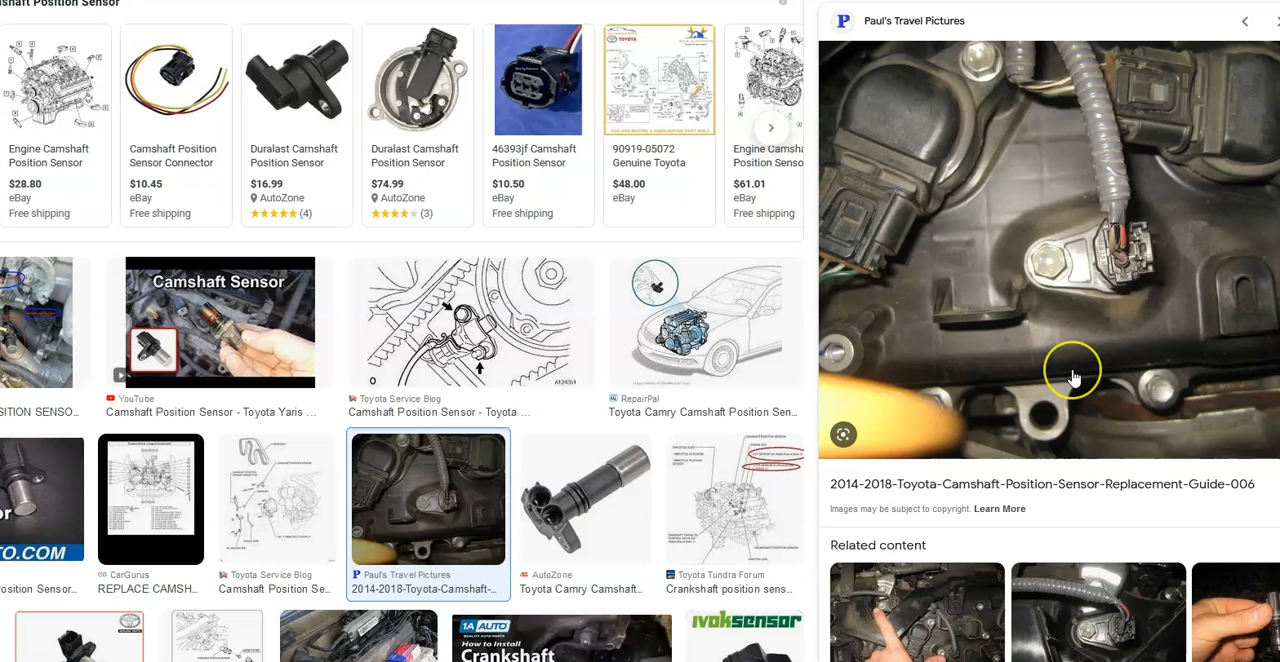 shaft Position Sensor
Engine Camshaft
Position Sensor
$28.80
eBay
Free shipping
Camshaft Position
Sensor Connector
$10.45
eBay
Free shipping
Duralast Camshaft
Position Sensor
$16.99
AutoZone
(4)
Duralast Camshaft
Position Sensor
$74.99
AutoZone
(3)
46393jf Camshaft
Position Sensor
$10.50
eBay
Free shipping
TOYOTA
90919-05072
Genuine Toyota
$48.00
eBay
Engine Camsha
Position Sensor
$61.01
eBay
Free shipping
Camshaft Sensor
SITION SENSO...
YouTube
Camshaft Position Sensor - Toyota Yaris ...
A124351
Toyota Service Blog
Camshaft Position Sensor - Toyota ...
RepairPal
Toyota Camry Camshaft Position Sen...
TO.COM
osition Sensor...
CarGurus
REPLACE CAMSH...
Toyota Service Blog
Camshaft Position Se...
Paul's Travel Pictures
2014-2018-Toyota-Camshaft-...
AutoZone
Toyota Camry Camshaft...
Toyota Tundra Forum
Crankshaft position sens...
1A AUTO
How to Install
Crankshaft
ivoksensor
P Paul's Travel Pictures
2014-2018-Toyota-Camshaft-Position-Sensor-Replacement-Guide-006
Images may be subject to copyright. Learn More
Related content